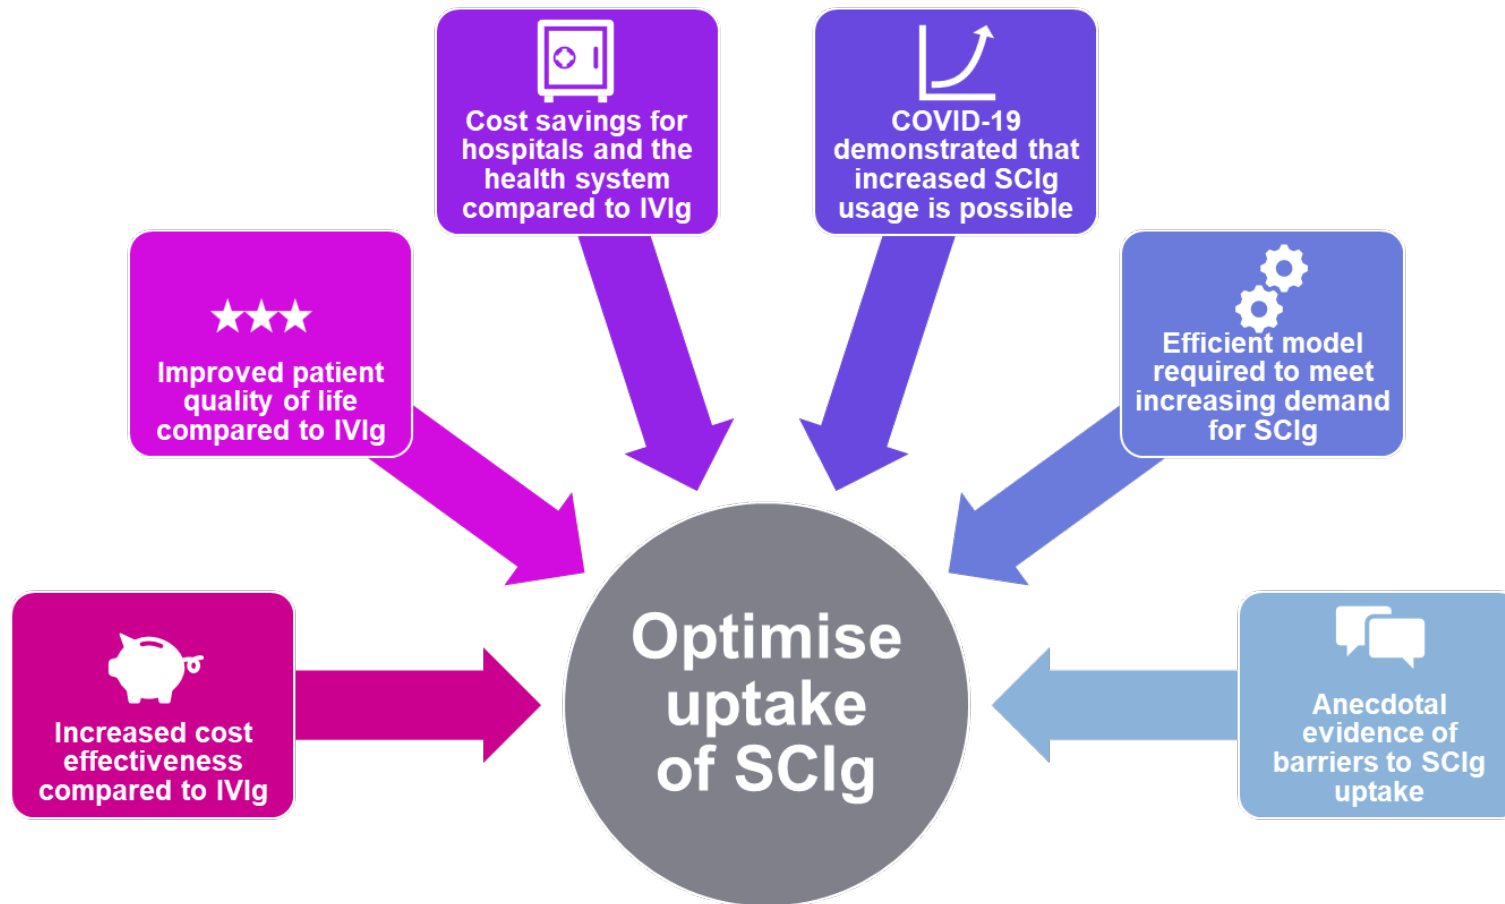 Cost savings for
hospitals and the
health system
compared to IVIg
COVID-19
demonstrated that
increased SCIg
usage is possible
Improved patient
quality of life
compared to IVIg
Efficient model
required to meet
increasing demand
for SCIg
Increased cost
effectiveness
compared to IVIg
Optimise
uptake
of SCIg
Anecdotal
evidence of
barriers to SCIg
uptake